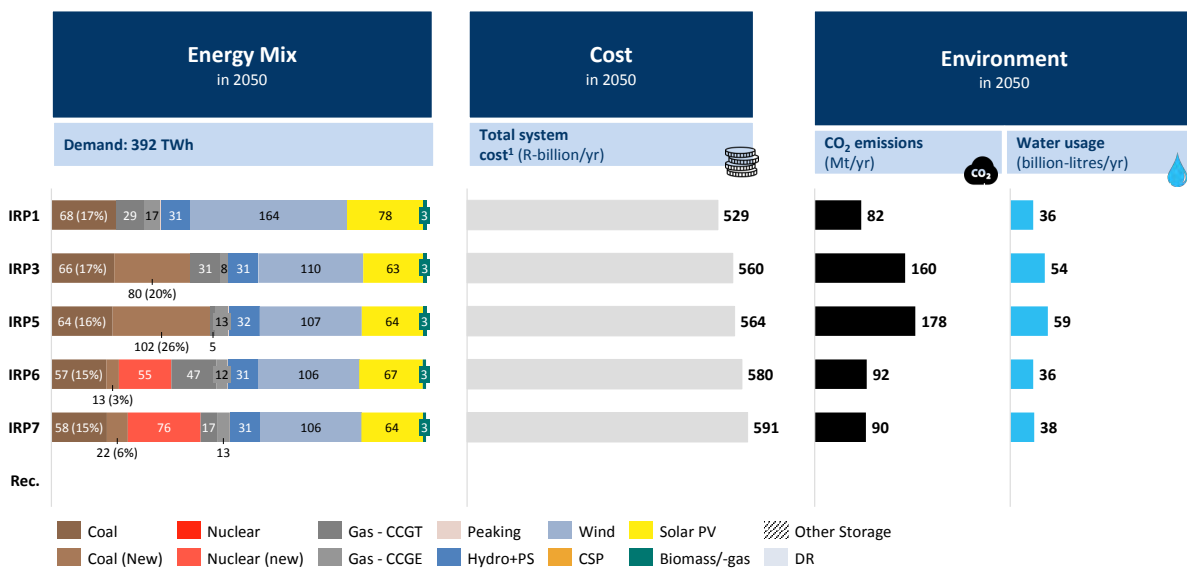 Energy Mix
in 2050
Cost
in 2050
Environment
in 2050
Demand: 392 TWh
Total system
cost¹ (R-billion/yr)
CO₂ emissions
(Mt/yr)
CO₂
Water usage
(billion-litres/yr)
IRP1 68 (17%) 29 17 31 164 78 3 529 82 36
IRP3 66 (17%) 31 8 31 110 63 3 560 160 54
80 (20%)
IRP5 64 (16%) 13 32 107 64 3 564 178 59
102 (26%) 5
IRP6 57 (15%) 55 47 12 31 106 67 3 580 92 36
13 (3%)
IRP7 58 (15%) 76 17 31 106 64 3 591 90 38
22 (6%) 13
Rec.
Coal Nuclear Gas - CCGT Peaking Wind Solar PV Other Storage
Coal (New) Nuclear (new) Gas - CCGE Hydro+PS CSP Biomass/-gas DR